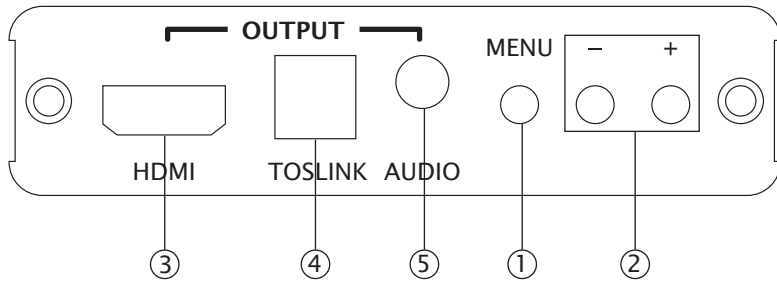 OUTPUT
MENU − +
HDMI TOSLINK AUDIO
③ ④ ⑤ ① ②